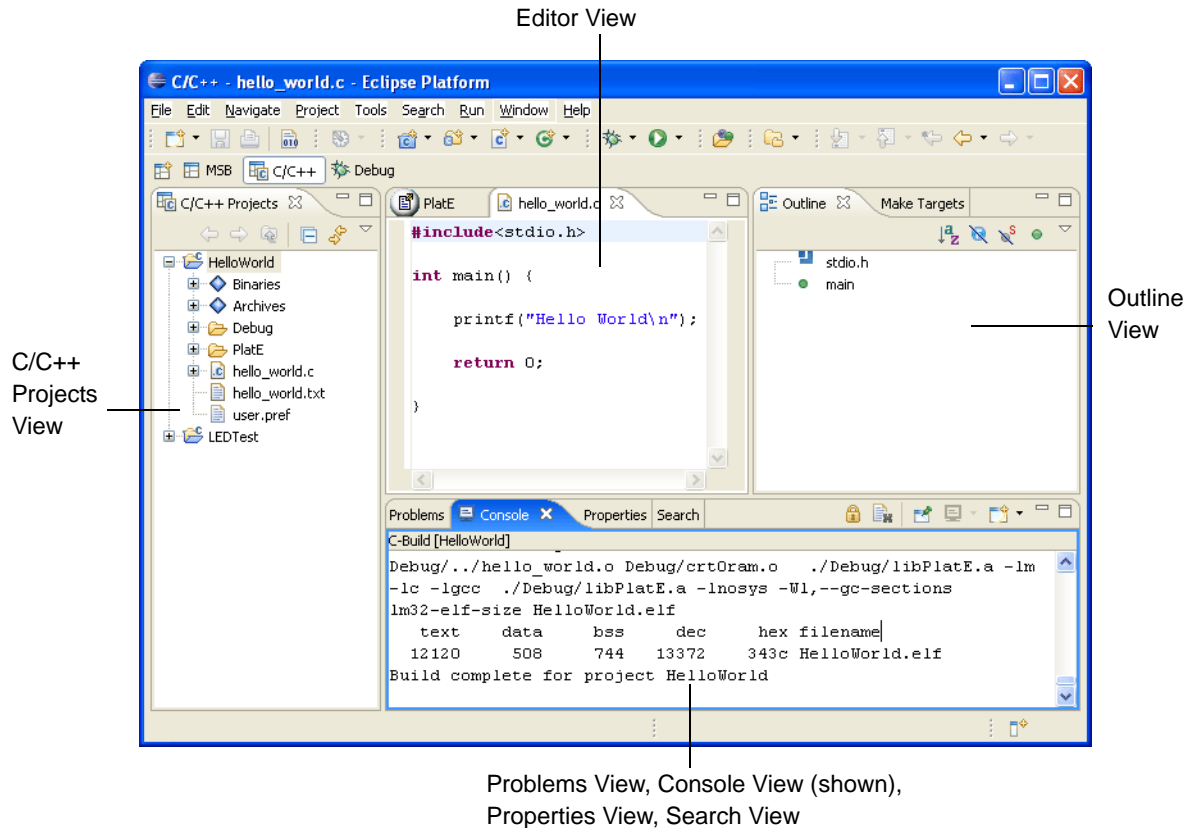 Editor View
C/C++ - hello_world.c - Eclipse Platform
File Edit Navigate Project Tools Search Run Window Help
010
MSB C/C++ Debug
C/C++ Projects
HelloWorld
Binaries
Archives
Debug
PlatE
hello_world.c
hello_world.txt
user.pref
LEDTest
PlatE hello_world.c
#include<stdio.h>
int main() {
printf("Hello World\n");
return 0;
}
Outline Make Targets
stdio.h
main
C/C++
Projects
View
Outline
View
Problems Console Properties Search
C-Build [HelloWorld]
Debug/../hello_world.o Debug/crt0ram.o ./Debug/libPlatE.a -lm
-lc -lgcc ./Debug/libPlatE.a -lnosys -Wl,--gc-sections
lm32-elf-size HelloWorld.elf
text data bss dec hex filename
12120 508 744 13372 343c HelloWorld.elf
Build complete for project HelloWorld
Problems View, Console View (shown),
Properties View, Search View